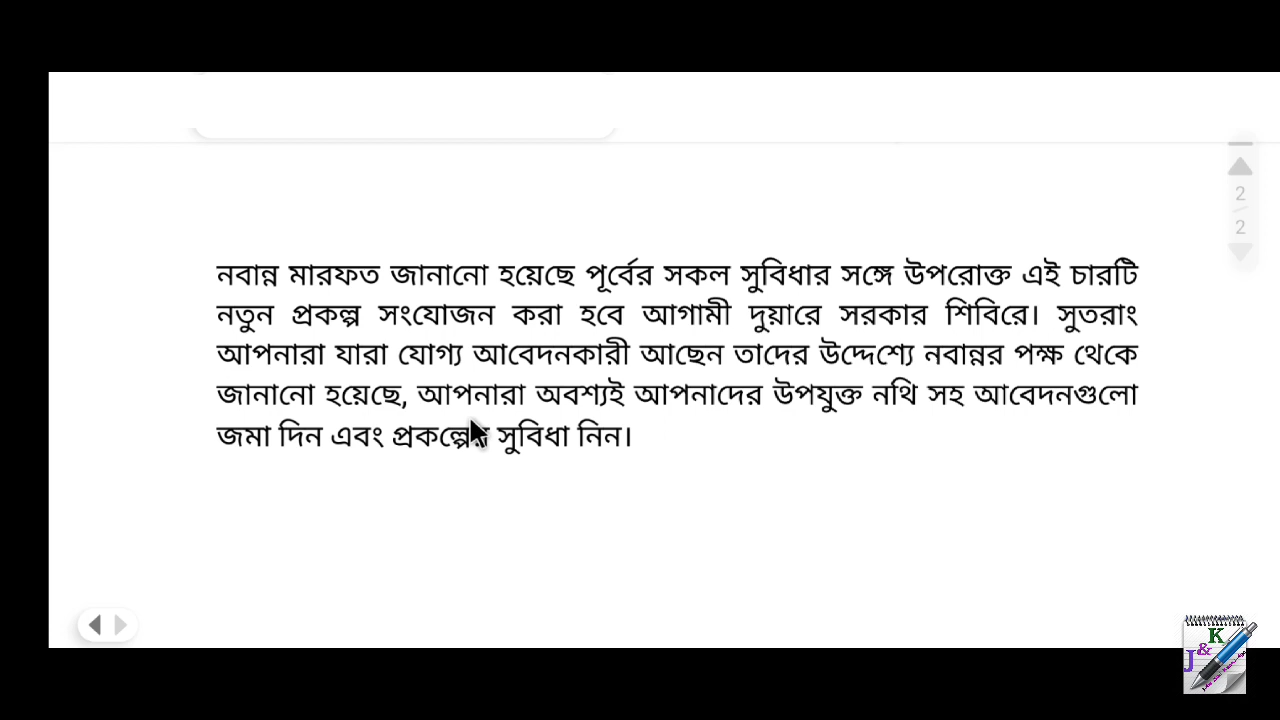 2
2
নবান্ন মারফত জানানো হয়েছে পূর্বের সকল সুবিধার সঙ্গে উপরোক্ত এই চারটি
নতুন প্রকল্প সংযোজন করা হবে আগামী দুয়ারে সরকার শিবিরে। সুতরাং
আপনারা যারা যোগ্য আবেদনকারী আছেন তাদের উদ্দেশ্যে নবান্নর পক্ষ থেকে
জানানো হয়েছে, আপনারা অবশ্যই আপনাদের উপযুক্ত নথি সহ আবেদনগুলো
জমা দিন এবং প্রকল্পের সুবিধা নিন।
J&K